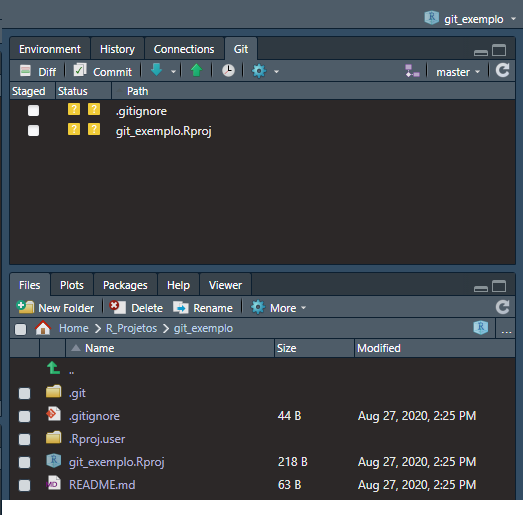 git_exemplo
Environment History Connections Git
Diff Commit master
Staged Status Path
? ? .gitignore
? ? git_exemplo.Rproj
Files Plots Packages Help Viewer
New Folder Delete Rename More
Home > R_Projetos > git_exemplo ...
Name Size Modified
..
.git
.gitignore 44 B Aug 27, 2020, 2:25 PM
.Rproj.user
git_exemplo.Rproj 218 B Aug 27, 2020, 2:25 PM
README.md 63 B Aug 27, 2020, 2:25 PM